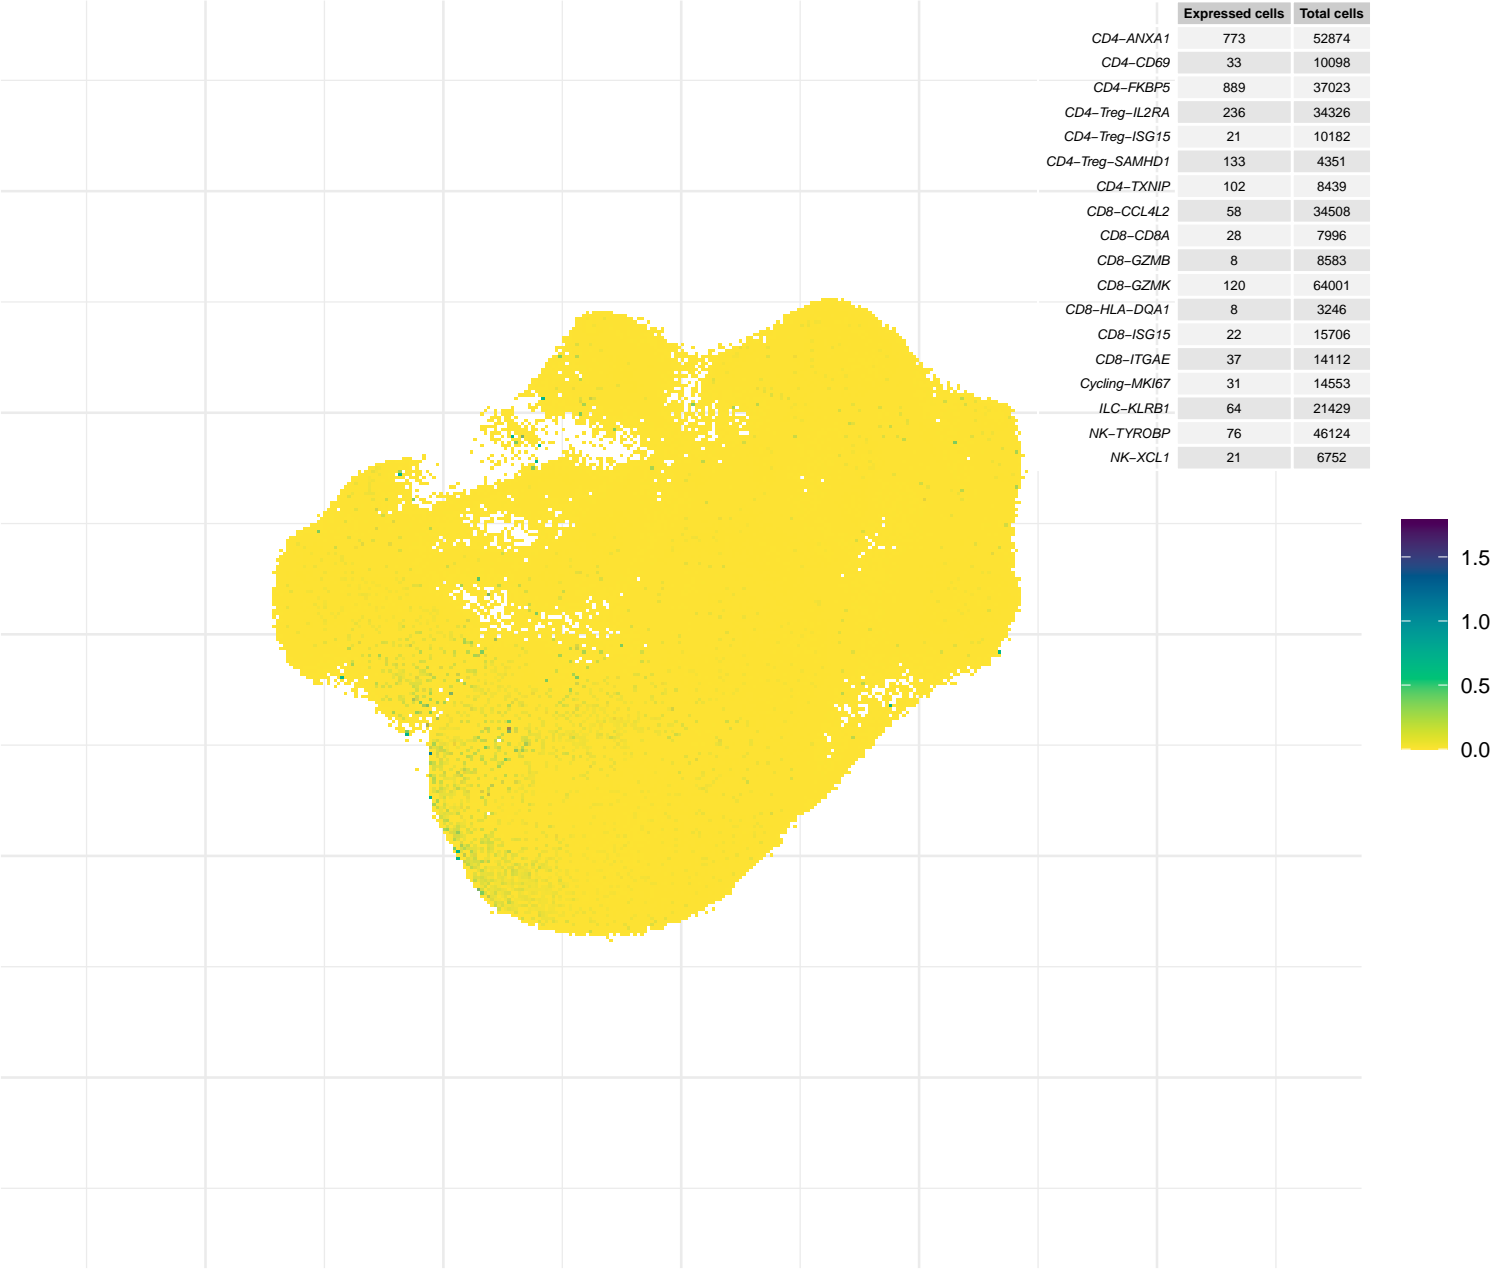 Expressed cells Total cells
CD4−ANXA1 773 52874
CD4−CD69 33 10098
CD4−FKBP5 889 37023
CD4−Treg−IL2RA 236 34326
CD4−Treg−ISG15 21 10182
CD4−Treg−SAMHD1 133 4351
CD4−TXNIP 102 8439
CD8−CCL4L2 58 34508
CD8−CD8A 28 7996
CD8−GZMB 8 8583
CD8−GZMK 120 64001
CD8−HLA−DQA1 8 3246
CD8−ISG15 22 15706
CD8−ITGAE 37 14112
Cycling−MKI67 31 14553
ILC−KLRB1 64 21429
NK−TYROBP 76 46124
NK−XCL1 21 6752
1.5
1.0
0.5
0.0